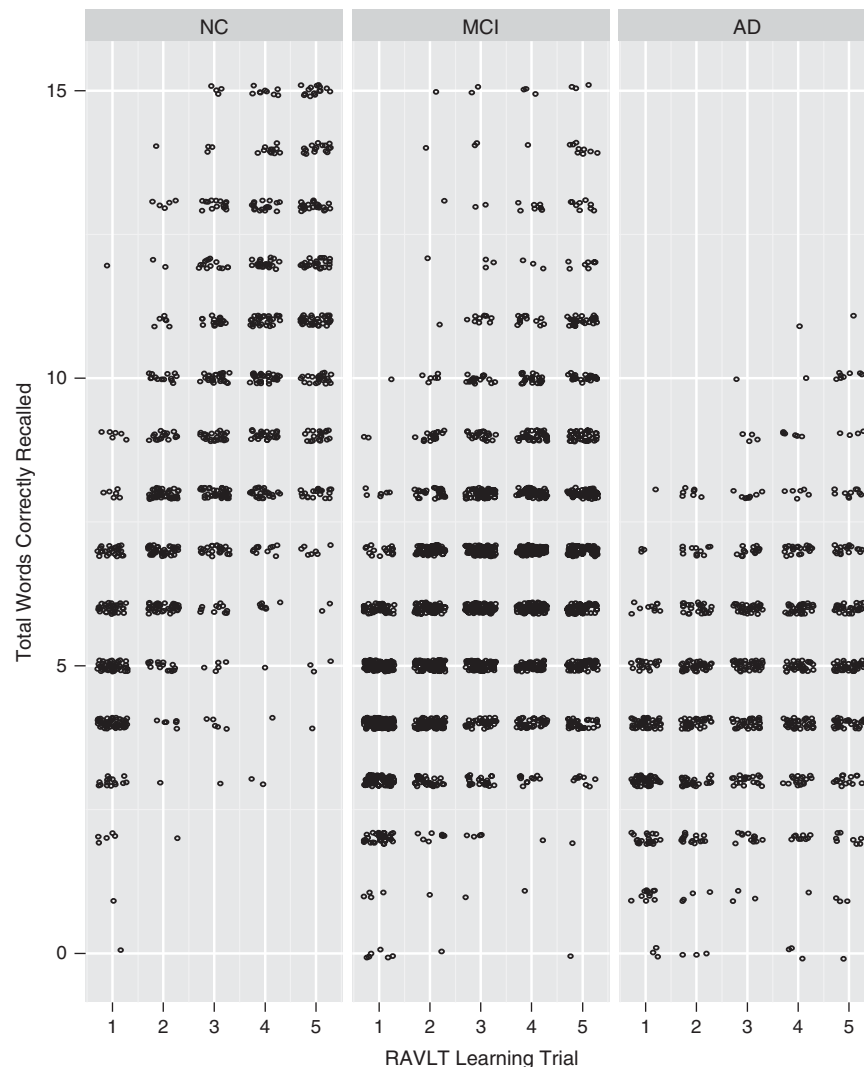 NC MCI AD
15
10
5
0
Total Words Correctly Recalled
1 2 3 4 5 1 2 3 4 5 1 2 3 4 5
RAVLT Learning Trial